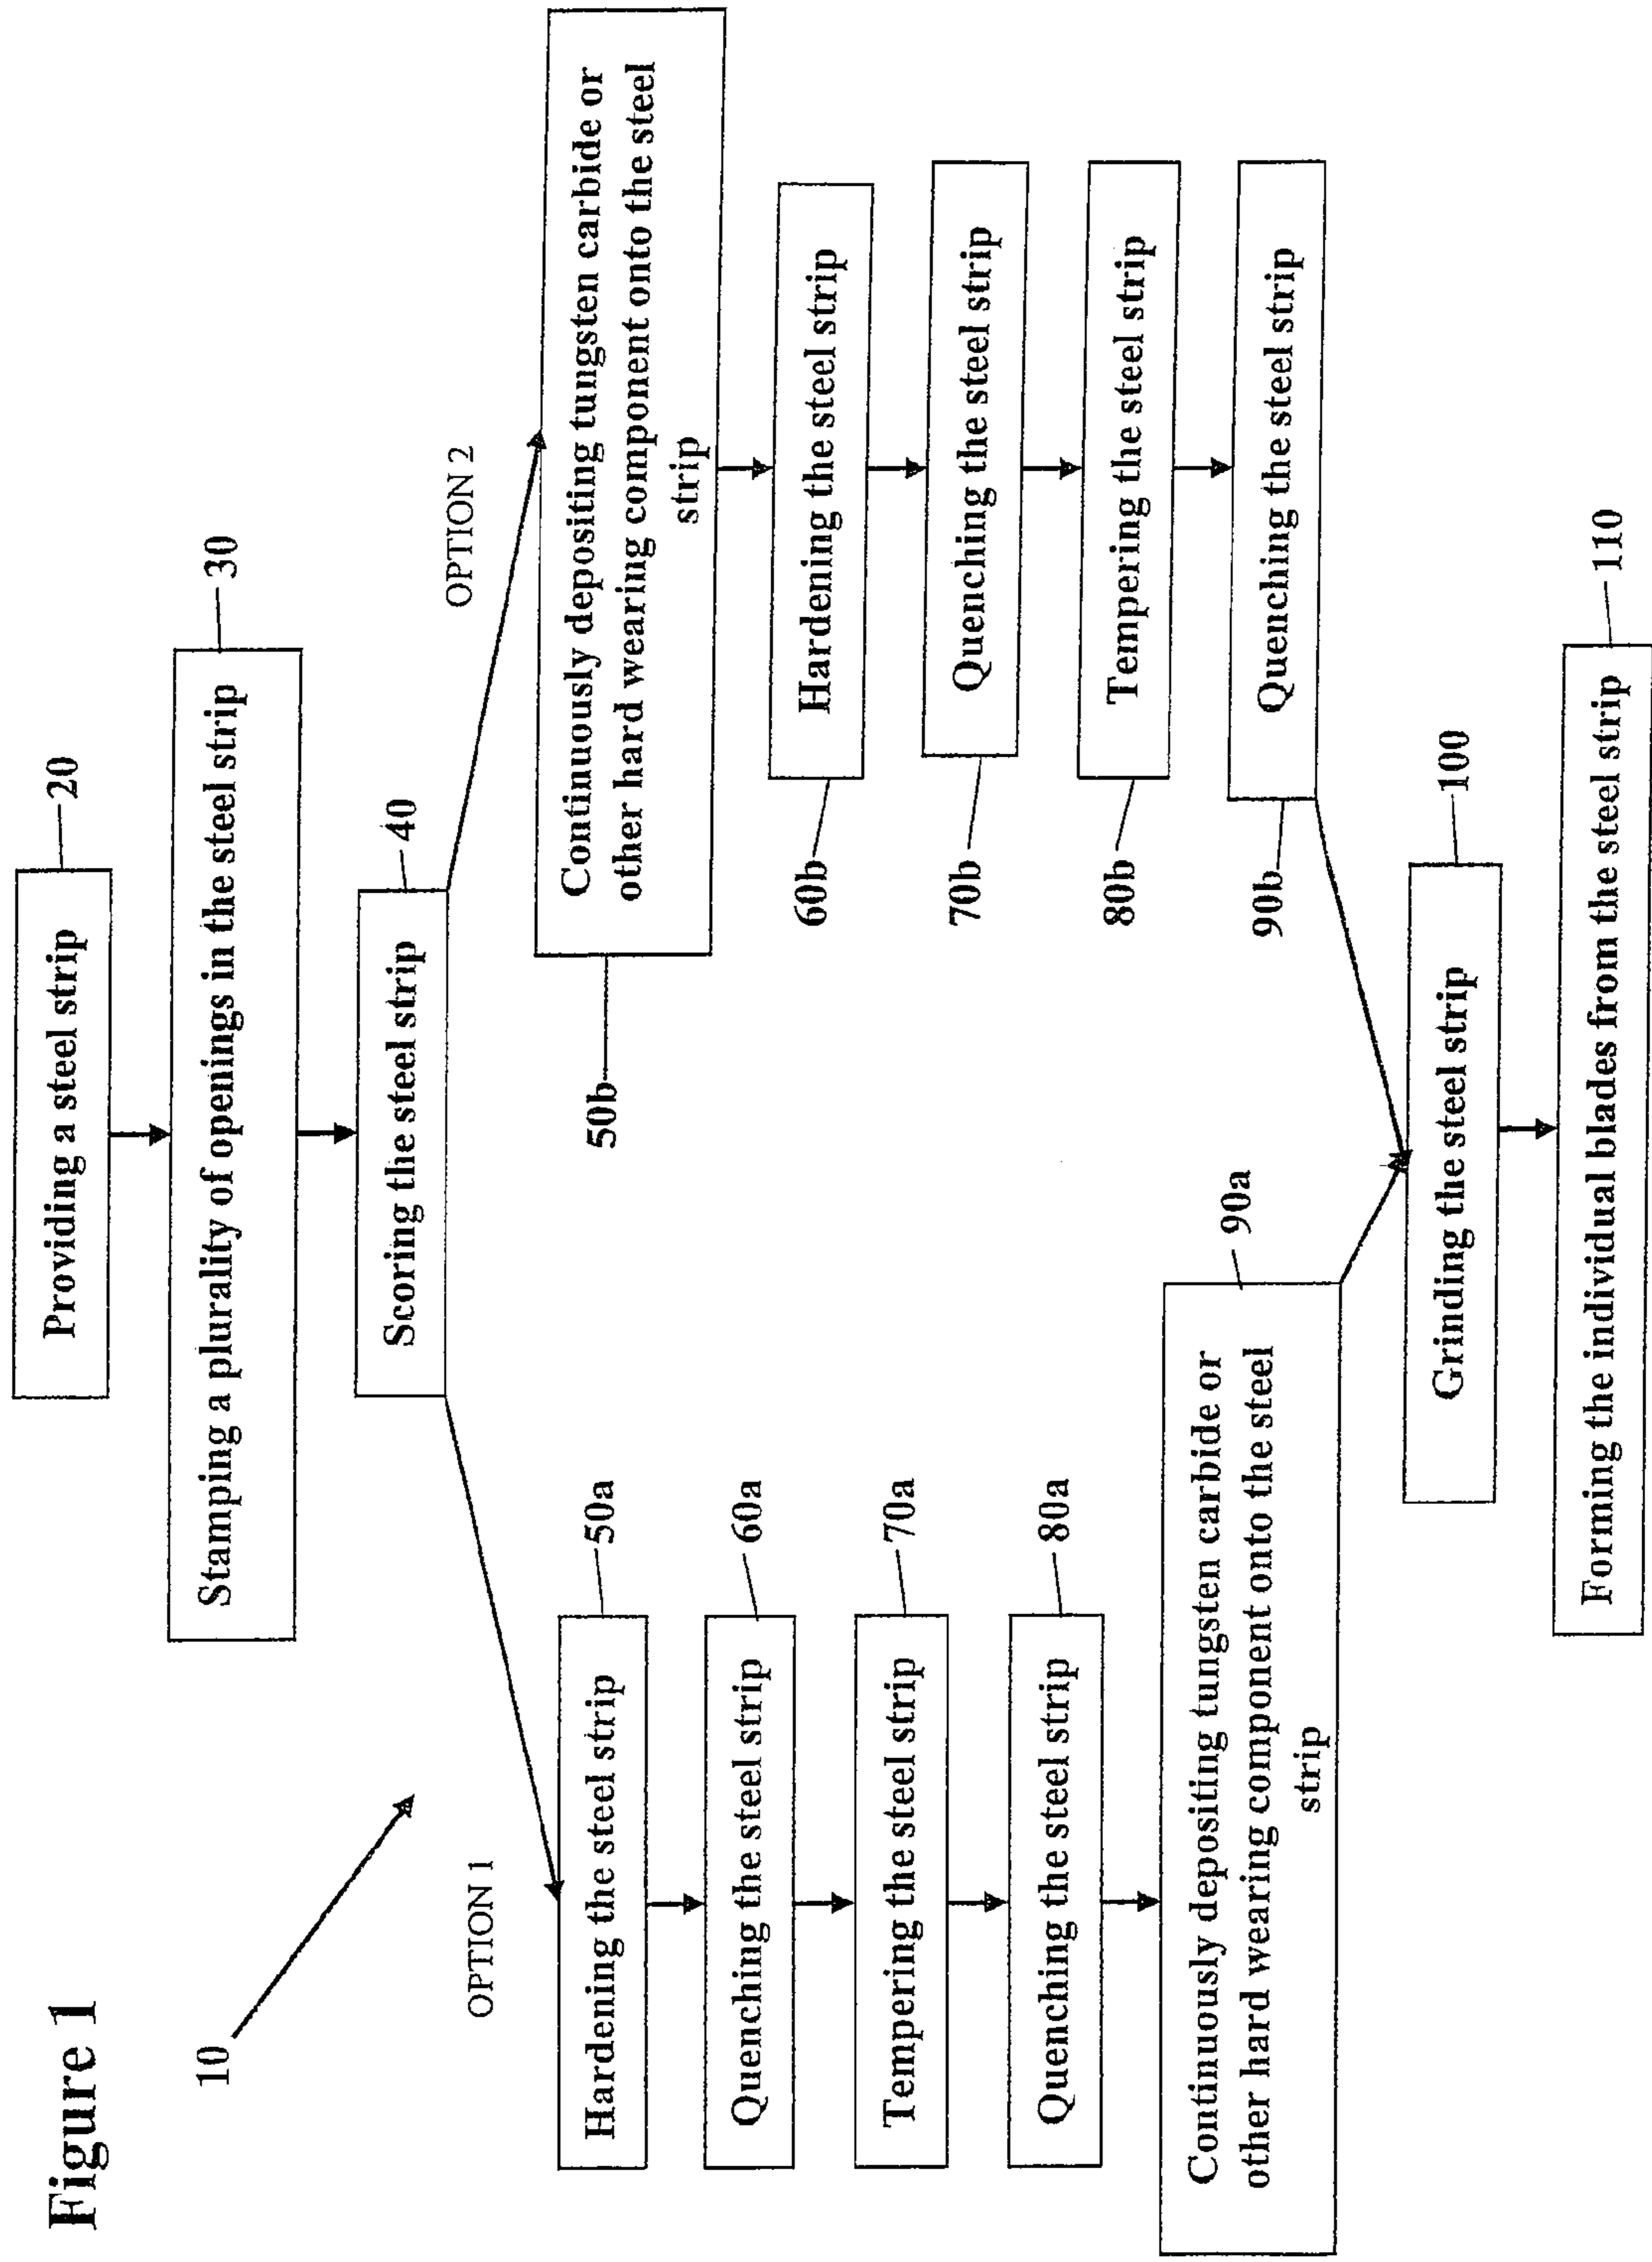 Figure 1
10
Providing a steel strip
20
Stamping a plurality of openings in the steel strip
30
Scoring the steel strip
40
OPTION 1
Hardening the steel strip
50a
Quenching the steel strip
60a
Tempering the steel strip
70a
Quenching the steel strip
80a
Continuously depositing tungsten carbide or
other hard wearing component onto the steel
strip
90a
OPTION 2
Continuously depositing tungsten carbide or
other hard wearing component onto the steel
strip
50b
Hardening the steel strip
60b
Quenching the steel strip
70b
Tempering the steel strip
80b
Quenching the steel strip
90b
Grinding the steel strip
100
Forming the individual blades from the steel strip
110